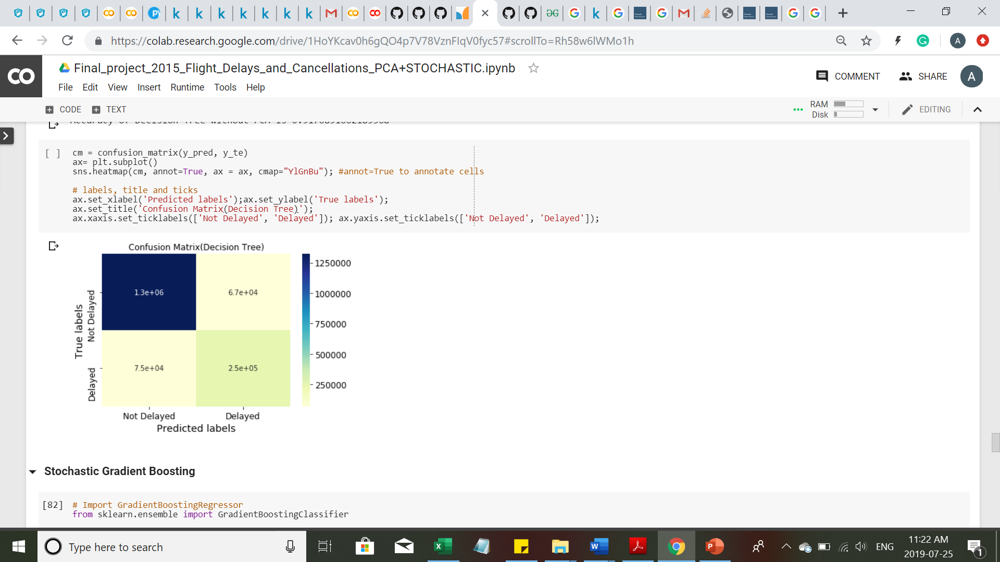 https://colab.research.google.com/drive/1HoYKcav0h6gQO4p7V78VznFIqV0fyc57#scrollTo=Rh58w6lWMo1h
A
CO
Final_project_2015_Flight_Delays_and_Cancellations_PCA+STOCHASTIC.ipynb
COMMENT
SHARE
A
File Edit View Insert Runtime Tools Help
CODE TEXT
RAM
Disk
EDITING
[ ] cm = confusion_matrix(y_pred, y_te)
ax= plt.subplot()
sns.heatmap(cm, annot=True, ax = ax, cmap="YlGnBu"); #annot=True to annotate cells
# labels, title and ticks
ax.set_xlabel('Predicted labels');ax.set_ylabel('True labels');
ax.set_title('Confusion Matrix(Decision Tree)');
ax.xaxis.set_ticklabels(['Not Delayed', 'Delayed']); ax.yaxis.set_ticklabels(['Not Delayed', 'Delayed']);
Confusion Matrix(Decision Tree)
True labels
Not Delayed
Delayed
1.3e+06 6.7e+04
7.5e+04 2.5e+05
1250000
1000000
750000
500000
250000
Not Delayed Delayed
Predicted labels
Stochastic Gradient Boosting
[82] # Import GradientBoostingRegressor
from sklearn.ensemble import GradientBoostingClassifier
Type here to search
ENG
11:22 AM
2019-07-25
1